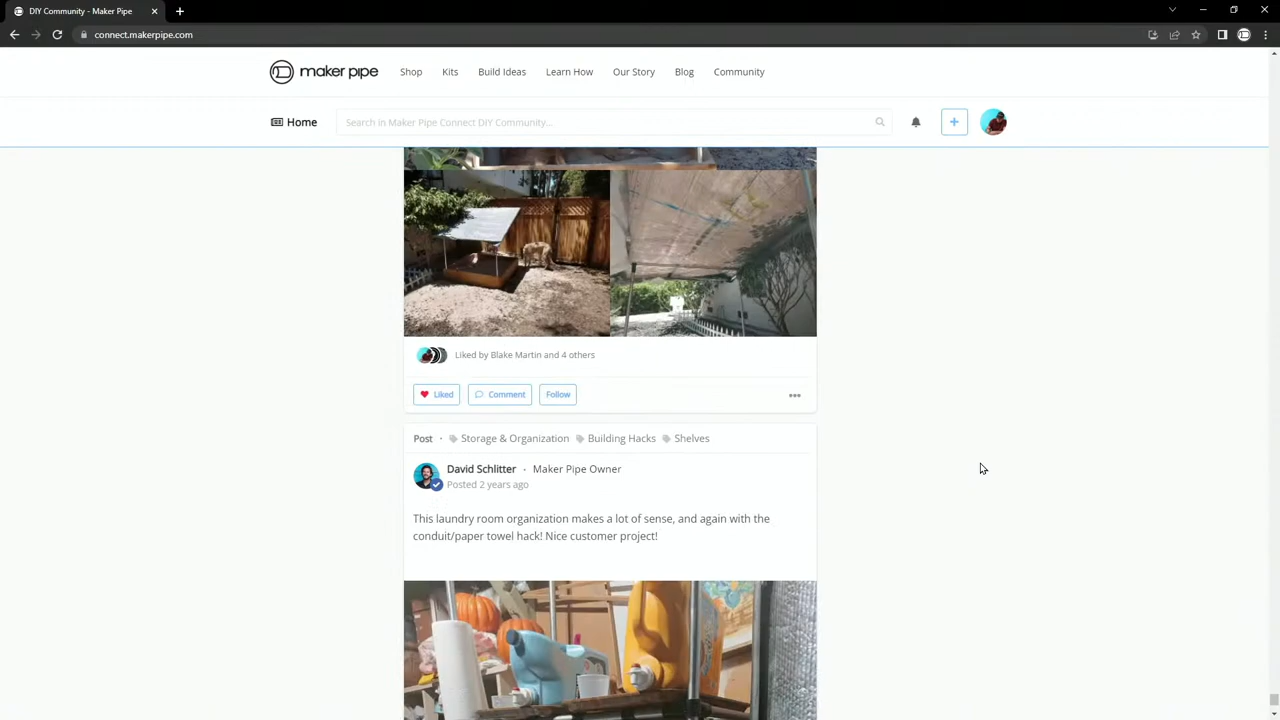 DIY Community - Maker Pipe
connect.makerpipe.com
maker pipe
Shop
Kits
Build Ideas
Learn How
Our Story
Blog
Community
Home
Search in Maker Pipe Connect DIY Community...
Liked by Blake Martin and 4 others
Liked
Comment
Follow
Post · Storage & Organization Building Hacks Shelves
David Schlitter · Maker Pipe Owner
Posted 2 years ago
This laundry room organization makes a lot of sense, and again with the
conduit/paper towel hack! Nice customer project!